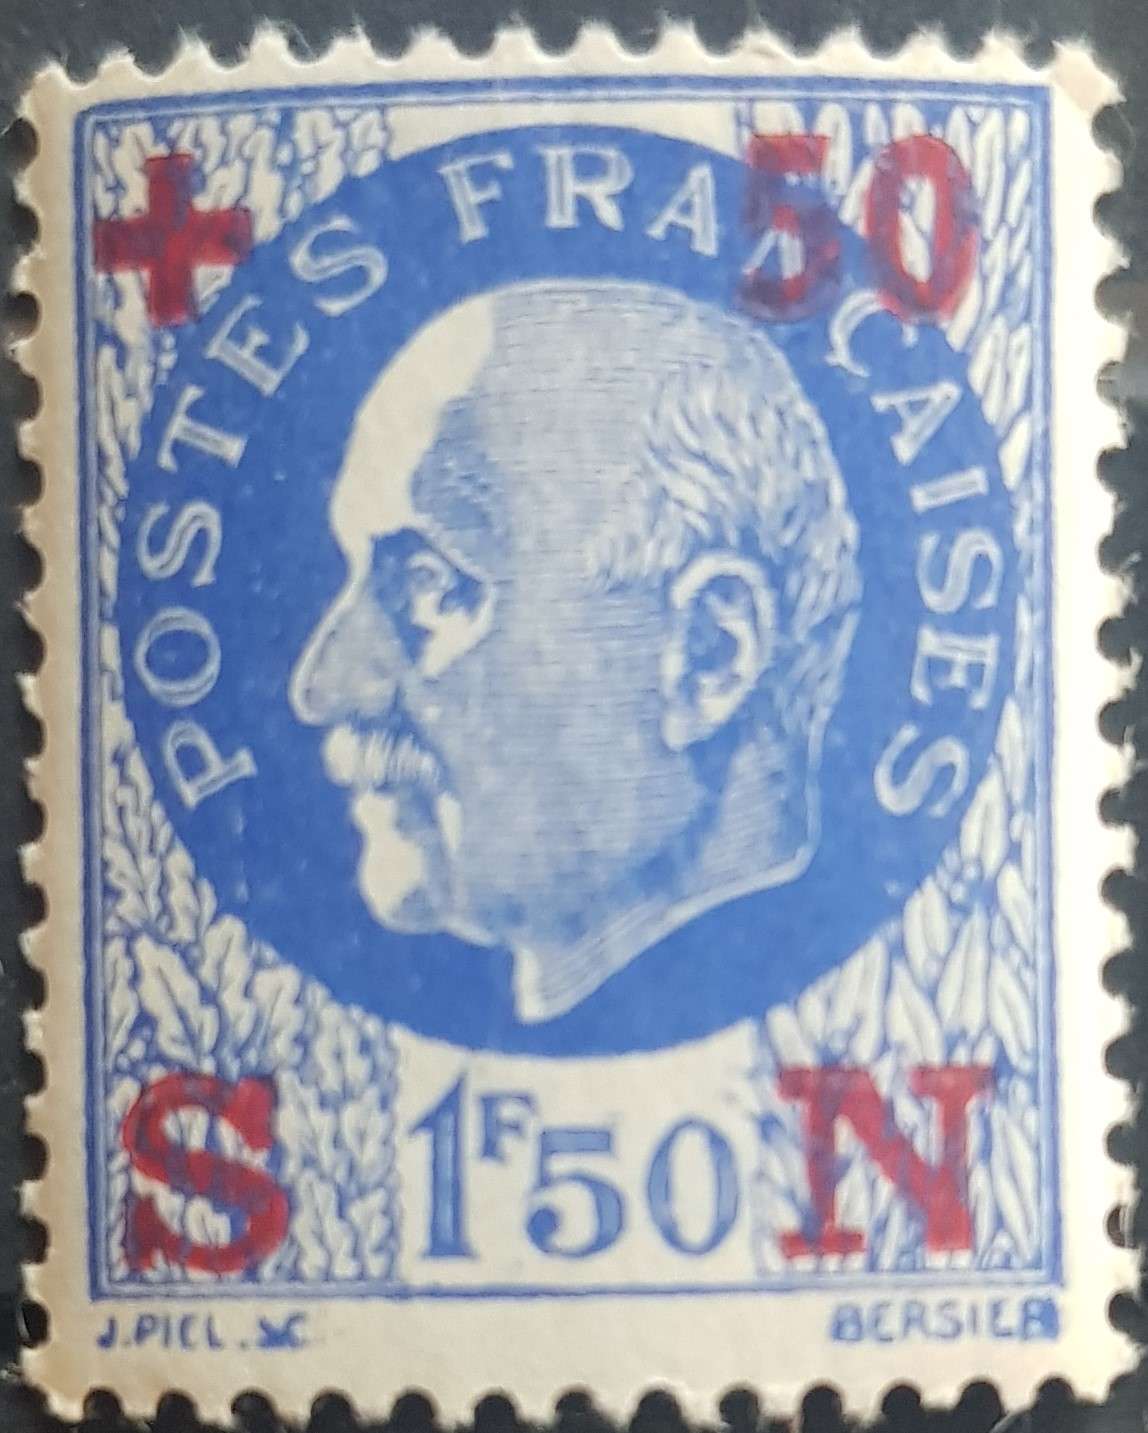 + 50
POSTES FRANÇAISES
S 1F50 N
J.PIEL.SC. BERSIER